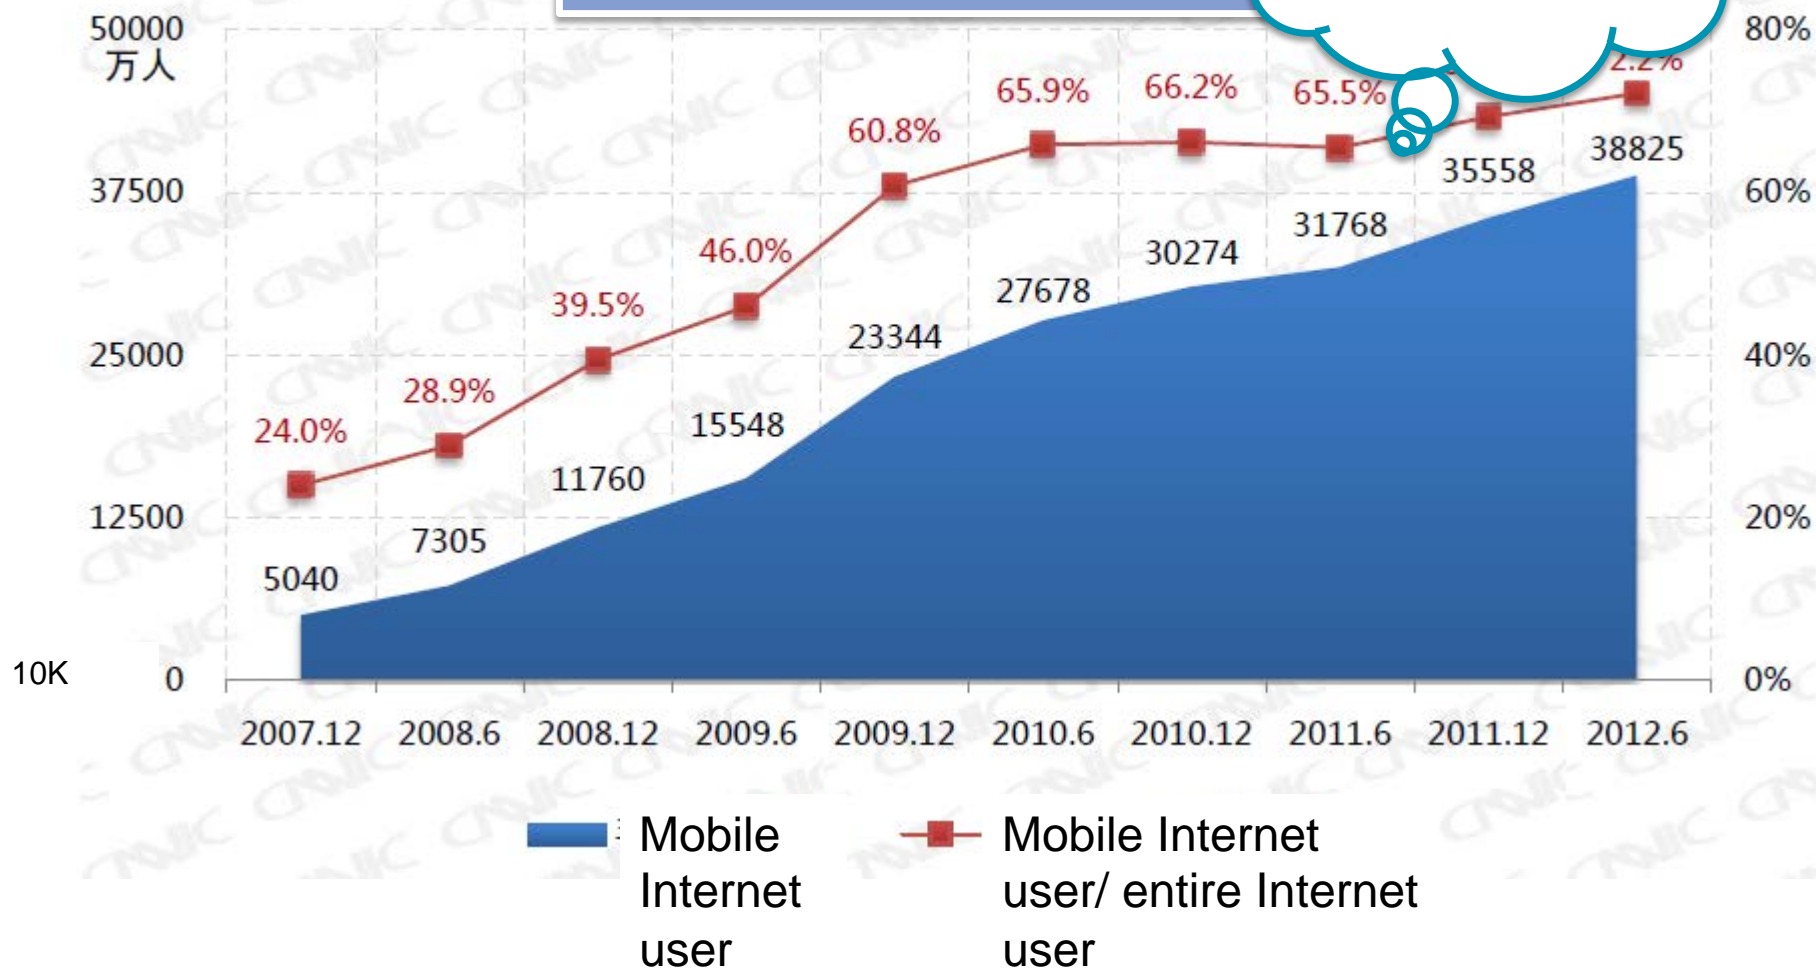 50000
万人
37500
25000
12500
0
10K
80%
60%
40%
20%
0%
24.0%
28.9%
39.5%
46.0%
60.8%
65.9%
66.2%
65.5%
2.2%
5040
7305
11760
15548
23344
27678
30274
31768
35558
38825
2007.12 2008.6 2008.12 2009.6 2009.12 2010.6 2010.12 2011.6 2011.12 2012.6
Mobile
Internet
user
Mobile Internet
user/ entire Internet
user
CNNIC